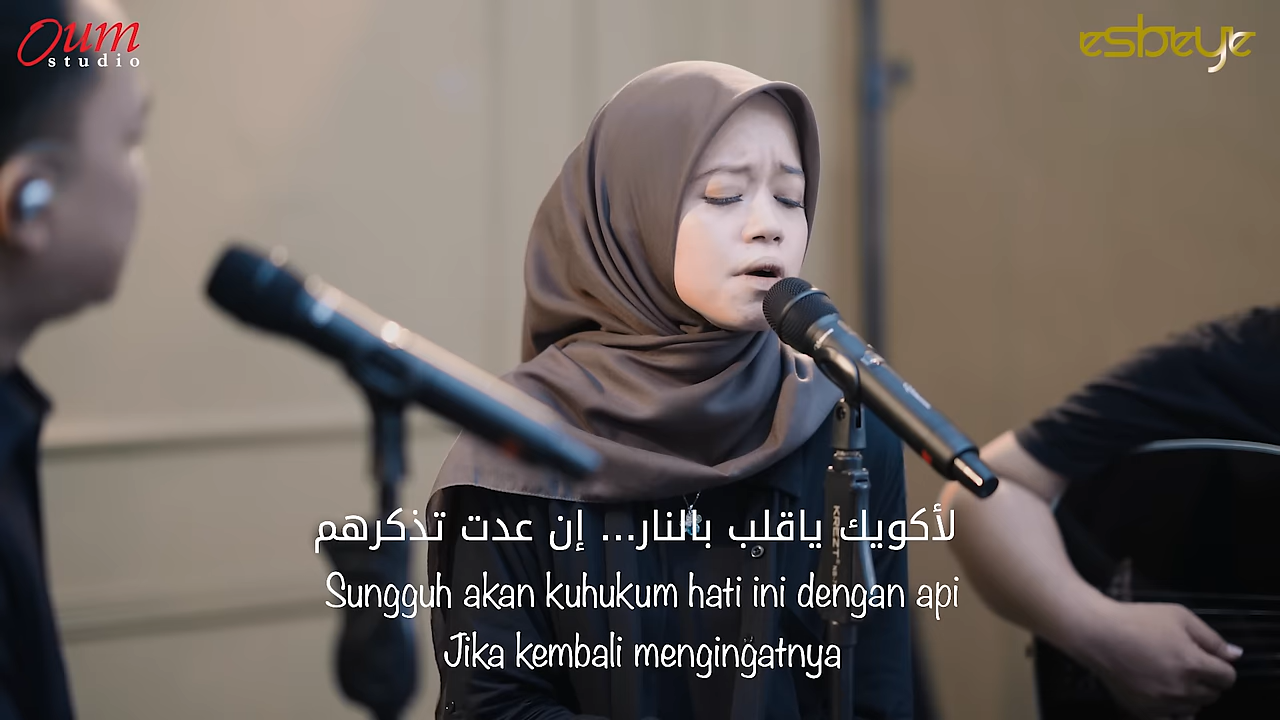 Oum
studio
esbeye
لأكويك ياقلب بالنار... إن عدت تذكرهم
Sungguh akan kuhukum hati ini dengan api
Jika kembali mengingatnya
KREZT